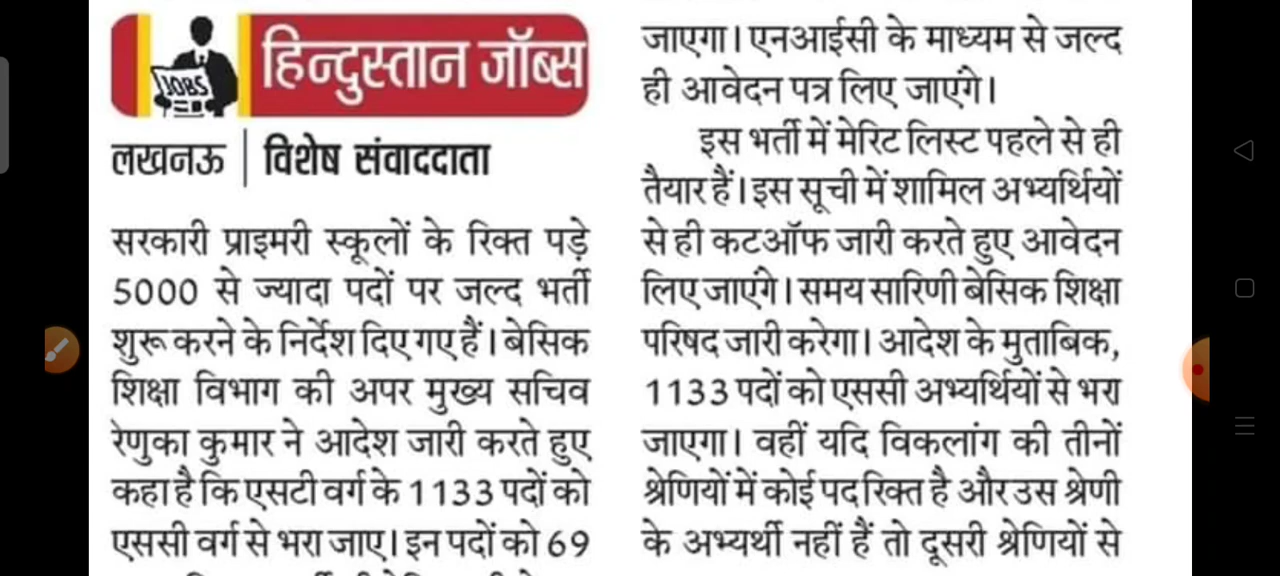 JOBS
हिन्दुस्तान जॉब्स
लखनऊ | विशेष संवाददाता
सरकारी प्राइमरी स्कूलों के रिक्त पड़े
5000 से ज्यादा पदों पर जल्द भर्ती
शुरू करने के निर्देश दिए गए हैं। बेसिक
शिक्षा विभाग की अपर मुख्य सचिव
रेणुका कुमार ने आदेश जारी करते हुए
कहा है कि एसटी वर्ग के 1133 पदों को
एससी वर्ग से भरा जाए। इन पदों को 69
जाएगा। एनआईसी के माध्यम से जल्द
ही आवेदन पत्र लिए जाएंगे।
इस भर्ती में मेरिट लिस्ट पहले से ही
तैयार हैं। इस सूची में शामिल अभ्यर्थियों
से ही कटऑफ जारी करते हुए आवेदन
लिए जाएंगे। समय सारिणी बेसिक शिक्षा
परिषद जारी करेगा। आदेश के मुताबिक,
1133 पदों को एससी अभ्यर्थियों से भरा
जाएगा। वहीं यदि विकलांग की तीनों
श्रेणियों में कोई पद रिक्त है और उस श्रेणी
के अभ्यर्थी नहीं हैं तो दूसरी श्रेणियों से